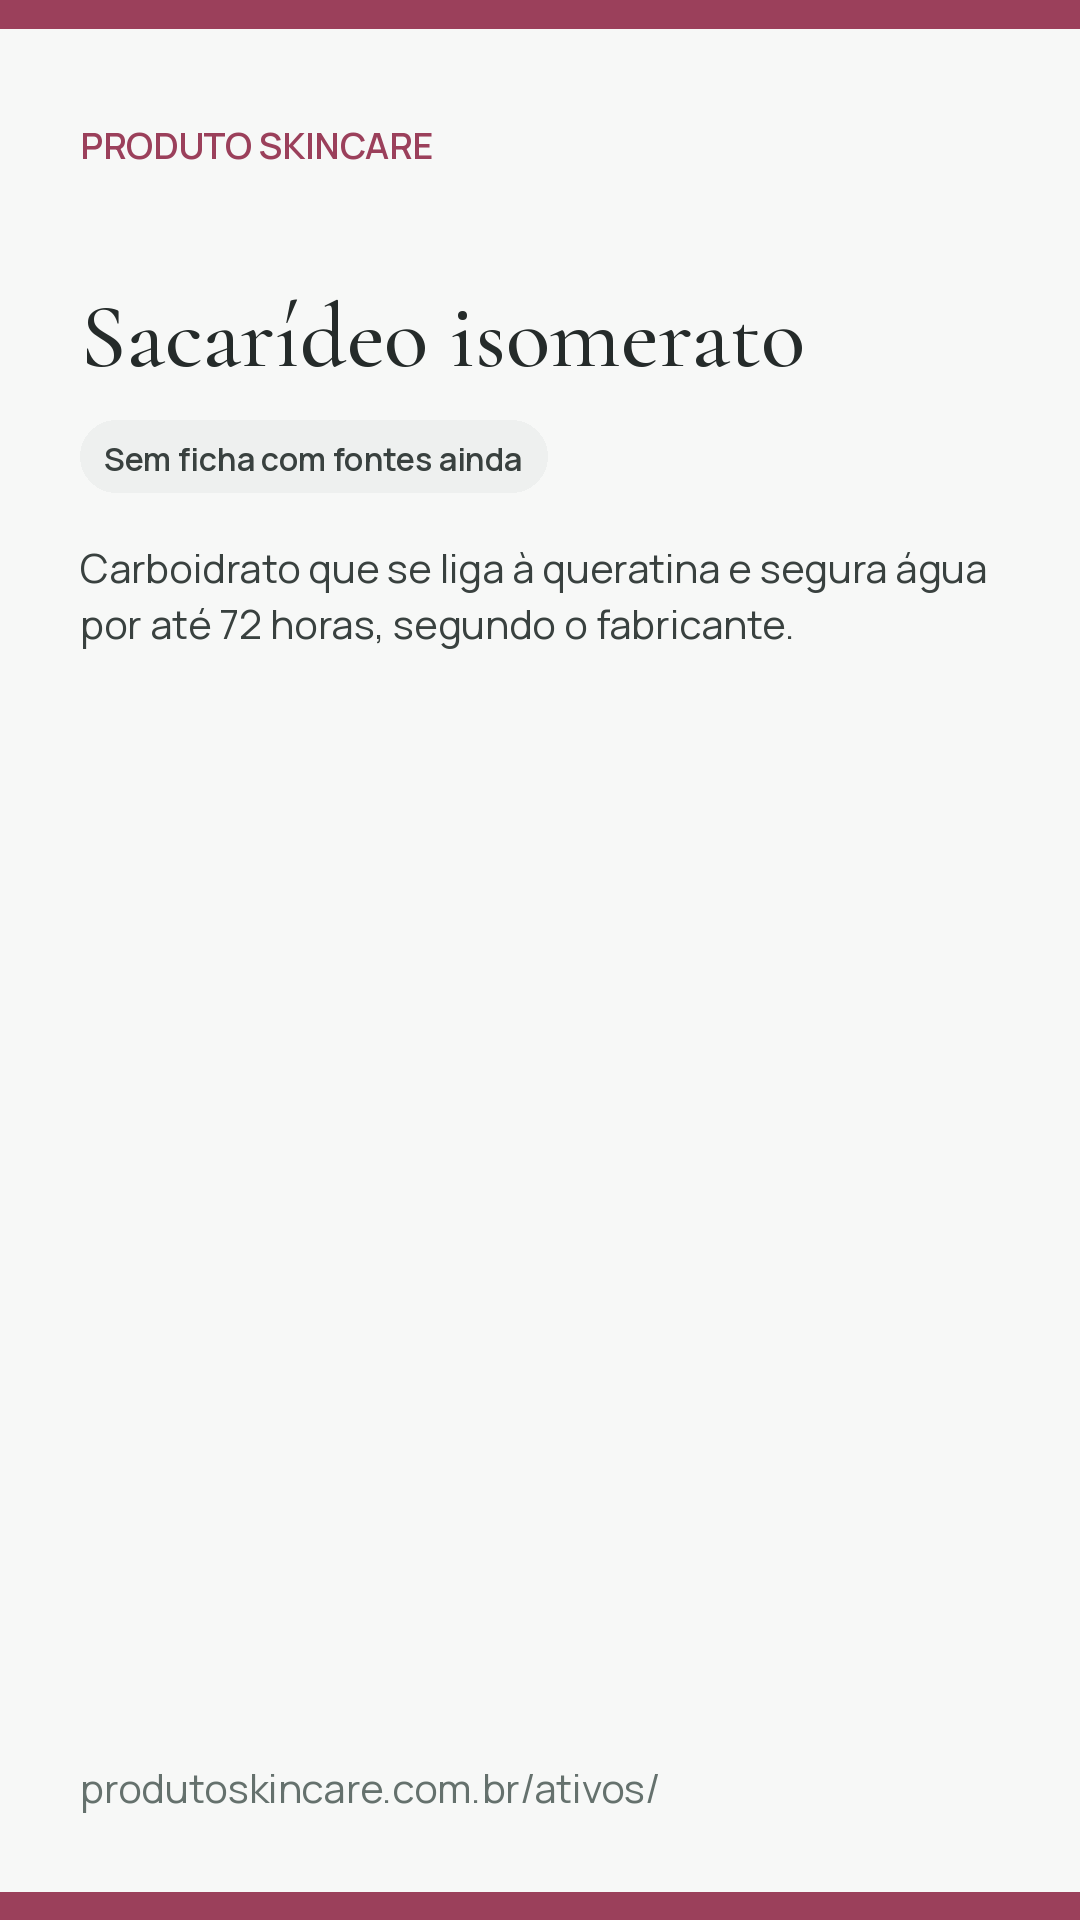 PRODUTO SKINCARE
Sacarídeo isomerato
Sem ficha com fontes ainda
Carboidrato que se liga à queratina e segura água
por até 72 horas, segundo o fabricante.
produtoskincare.com.br/ativos/